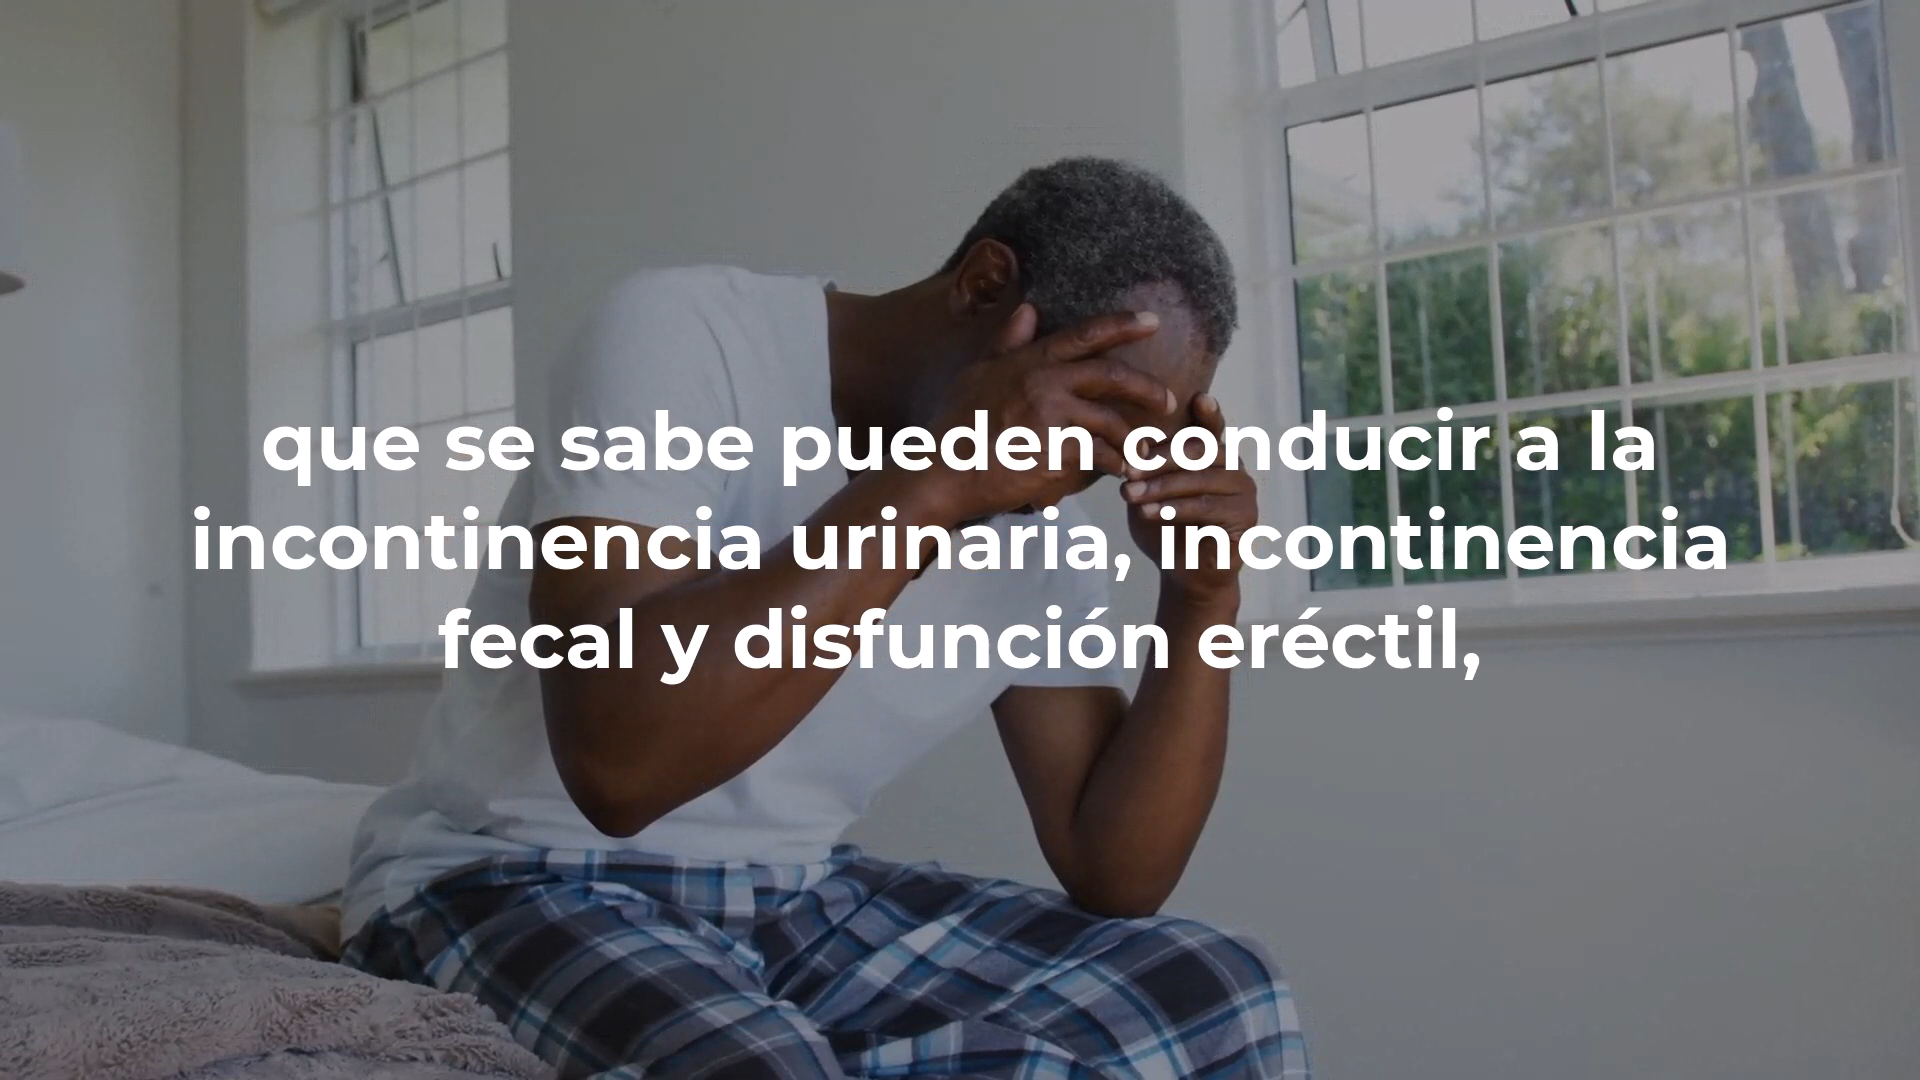 que se sabe pueden conducir a la
incontinencia urinaria, incontinencia
fecal y disfunción eréctil,